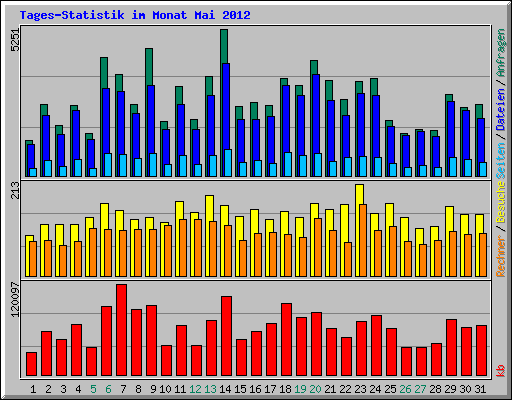 Tages-Statistik im Monat Mai 2012
5251
213
120097
Rechner / Besuche Seiten / Dateien / Anfragen
kb
1 2 3 4 5 6 7 8 9 10 11 12 13 14 15 16 17 18 19 20 21 22 23 24 25 26 27 28 29 30 31